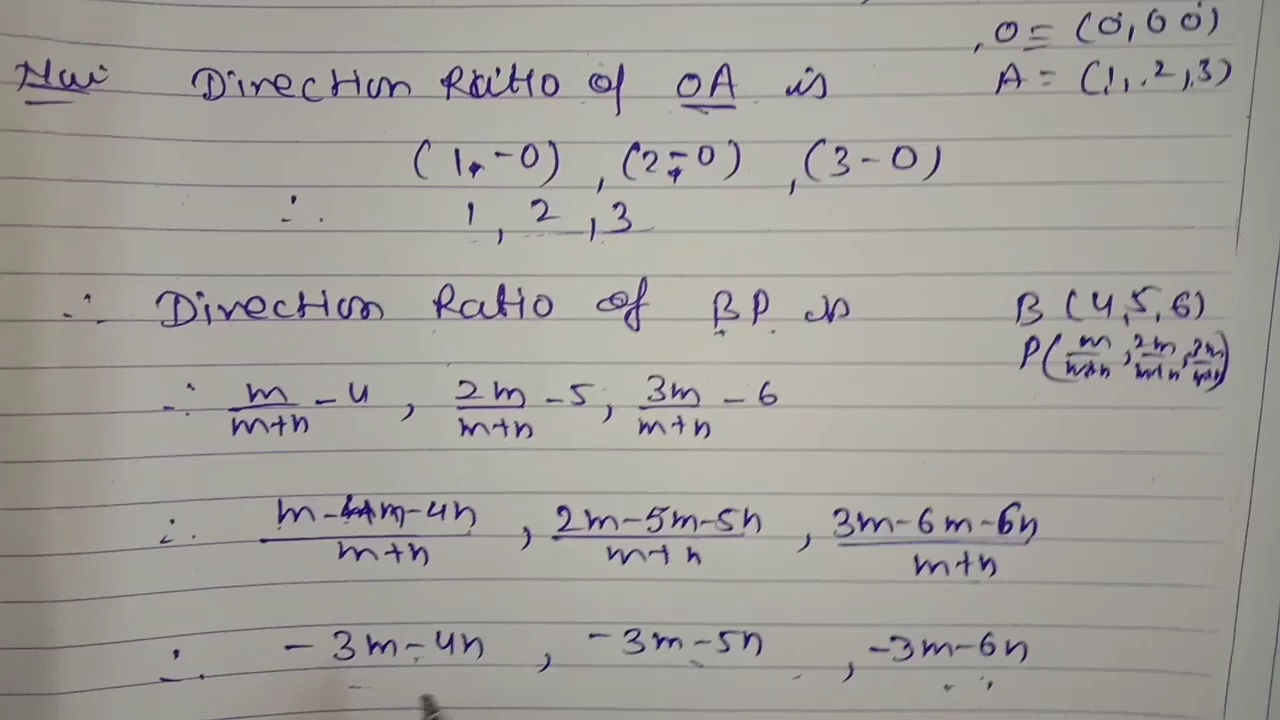 , O = (0,0 0)
Direction Ratio of OA is
A = (1, 2, 3)
(1, -0) , (2-0) , (3-0)
∴ 1 , 2 , 3
∴ Direction Ratio of BP is
B (4,5,6)
P(m/m+n , 2m/m+n , 3m/m+n)
∴ m/m+n - 4 , 2m/m+n - 5 , 3m/m+n - 6
∴ m-4m-4n/m+n , 2m-5m-5n/m+n , 3m-6m-6n/m+n
∴ -3m-4n , -3m-5n , -3m-6n